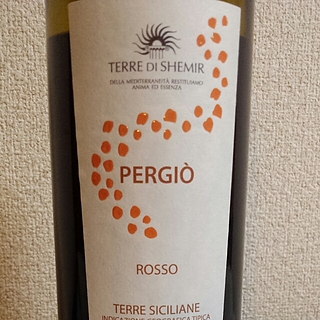 TERRE DI SHEMIR
DELLA MEDITERRANEITÀ RESTITUIAMO
ANIMA ED ESSENZA
PERGIÒ
ROSSO
TERRE SICILIANE
INDICAZIONE GEOGRAFICA TIPICA